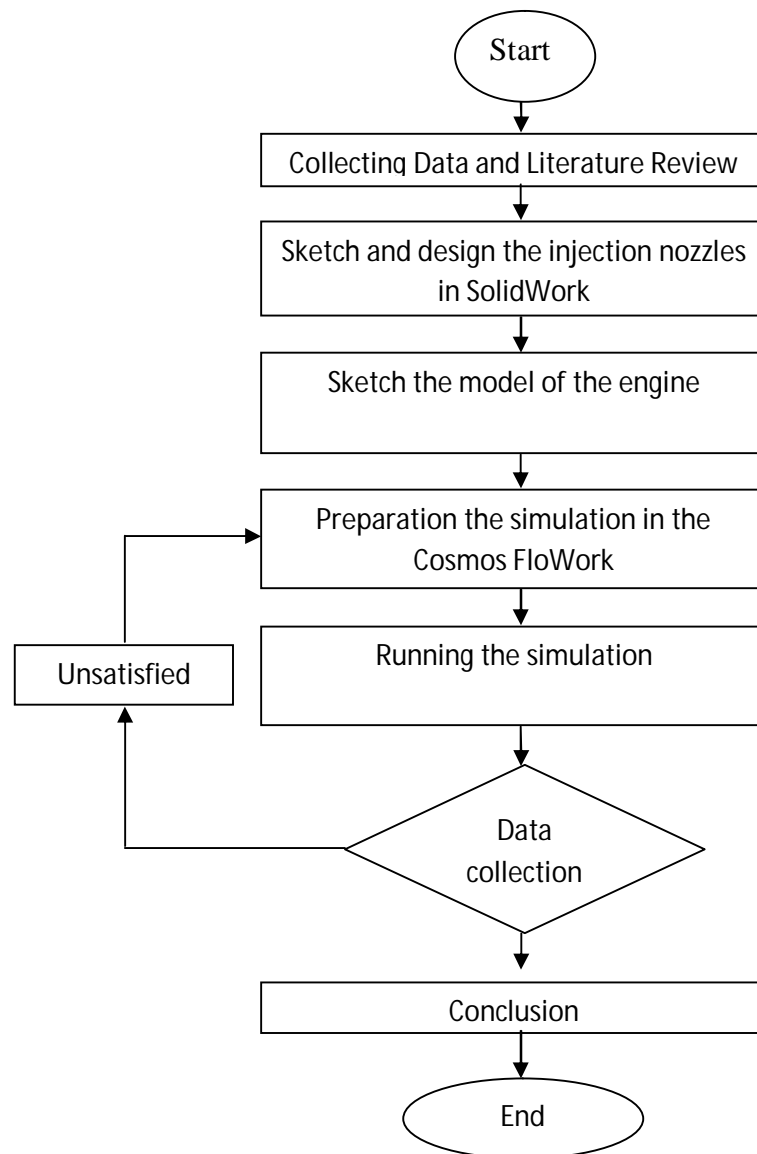 Start
Collecting Data and Literature Review
Sketch and design the injection nozzles
in SolidWork
Sketch the model of the engine
Preparation the simulation in the
Cosmos FloWork
Running the simulation
Unsatisfied
Data
collection
Conclusion
End